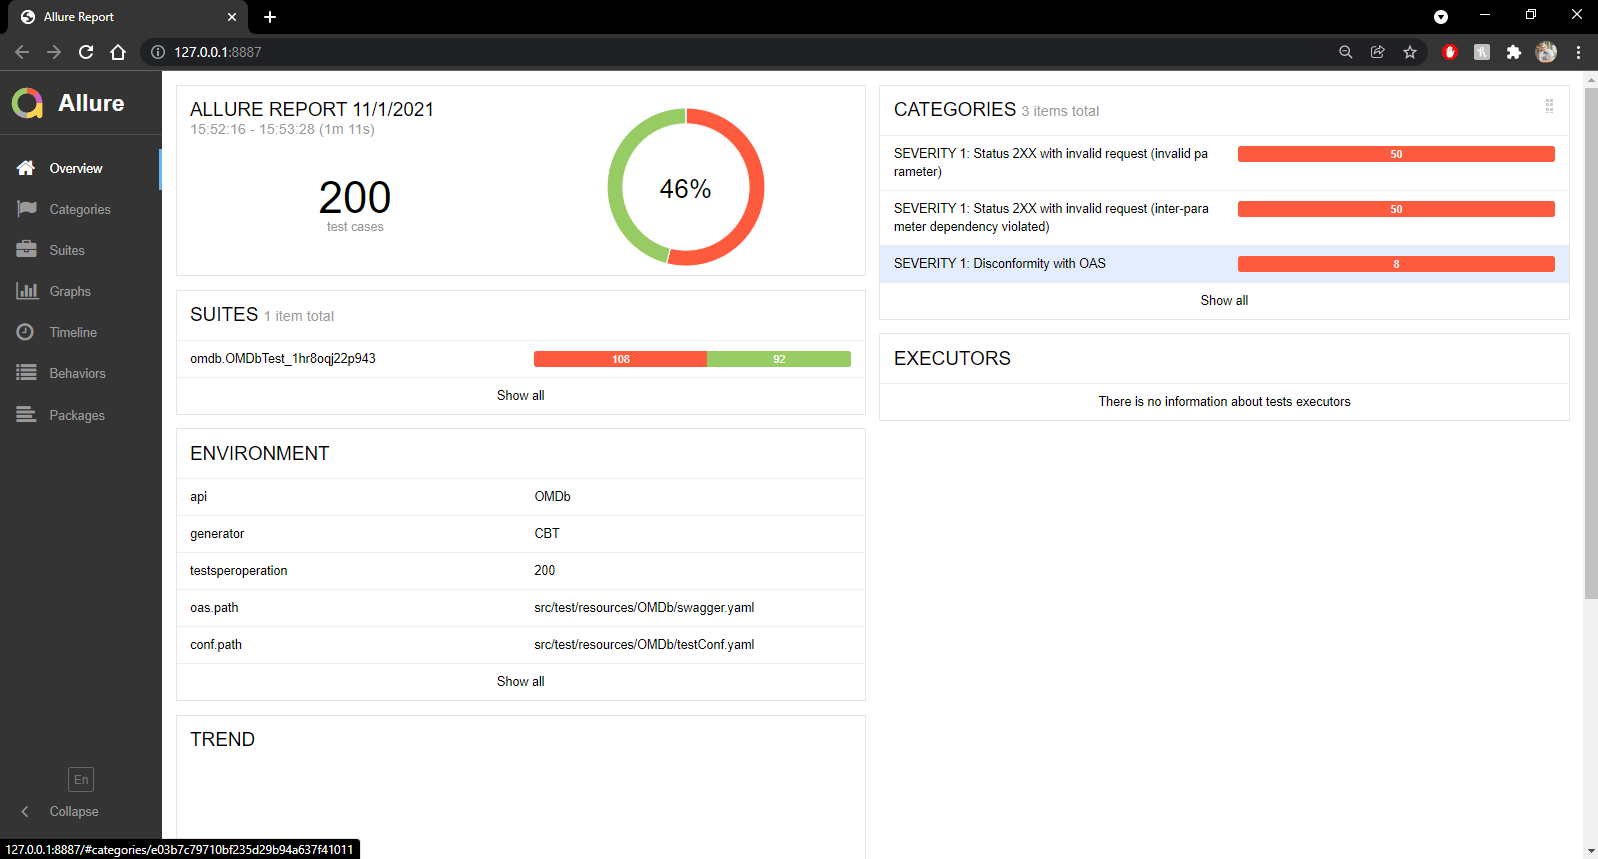 Allure Report
127.0.0.1:8887
Allure
Overview
Categories
Suites
Graphs
Timeline
Behaviors
Packages
En
Collapse
ALLURE REPORT 11/1/2021
15:52:16 - 15:53:28 (1m 11s)
200
test cases
46%
SUITES 1 item total
omdb.OMDbTest_1hr8oqj22p943 108 92
Show all
ENVIRONMENT
api OMDb
generator CBT
testsperoperation 200
oas.path src/test/resources/OMDb/swagger.yaml
conf.path src/test/resources/OMDb/testConf.yaml
Show all
TREND
CATEGORIES 3 items total
SEVERITY 1: Status 2XX with invalid request (invalid pa 50
rameter)
SEVERITY 1: Status 2XX with invalid request (inter-para 50
meter dependency violated)
SEVERITY 1: Disconformity with OAS 8
Show all
EXECUTORS
There is no information about tests executors
127.0.0.1:8887/#categories/e03b7c79710bf235d29b94a637f41011